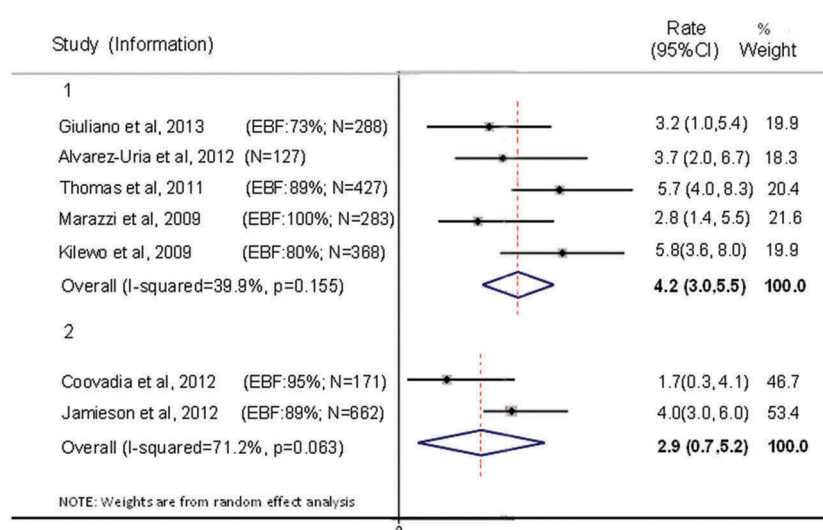 Study (Information) Rate (95%CI) % Weight
1
Giuliano et al, 2013 (EBF:73%; N=288) 3.2 (1.0,5.4) 19.9
Alvarez-Uria et al, 2012 (N=127) 3.7 (2.0, 6.7) 18.3
Thomas et al, 2011 (EBF:89%; N=427) 5.7 (4.0, 8.3) 20.4
Marazzi et al, 2009 (EBF:100%; N=283) 2.8 (1.4, 5.5) 21.6
Kilewo et al, 2009 (EBF:80%; N=368) 5.8(3.6, 8.0) 19.9
Overall (I-squared=39.9%, p=0.155) 4.2 (3.0,5.5) 100.0
2
Coovadia et al, 2012 (EBF:95%; N=171) 1.7(0.3, 4.1) 46.7
Jamieson et al, 2012 (EBF:89%; N=662) 4.0(3.0, 6.0) 53.4
Overall (I-squared=71.2%, p=0.063) 2.9 (0.7,5.2) 100.0
NOTE: Weights are from random effect analysis